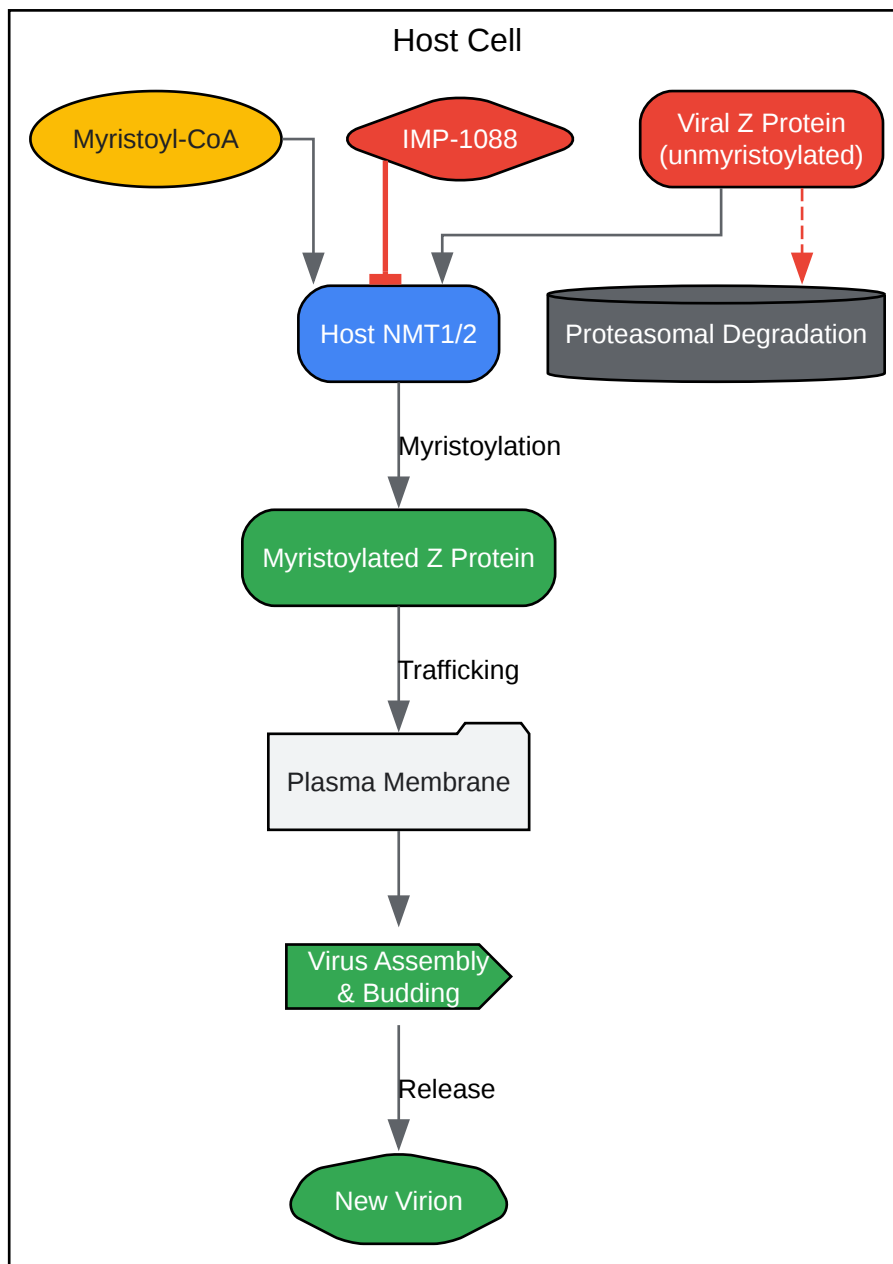 Host Cell
Myristoyl-CoA
IMP-1088
Viral Z Protein
(unmyristoylated)
Host NMT1/2
Proteasomal Degradation
Myristoylation
Myristoylated Z Protein
Trafficking
Plasma Membrane
Virus Assembly
& Budding
Release
New Virion